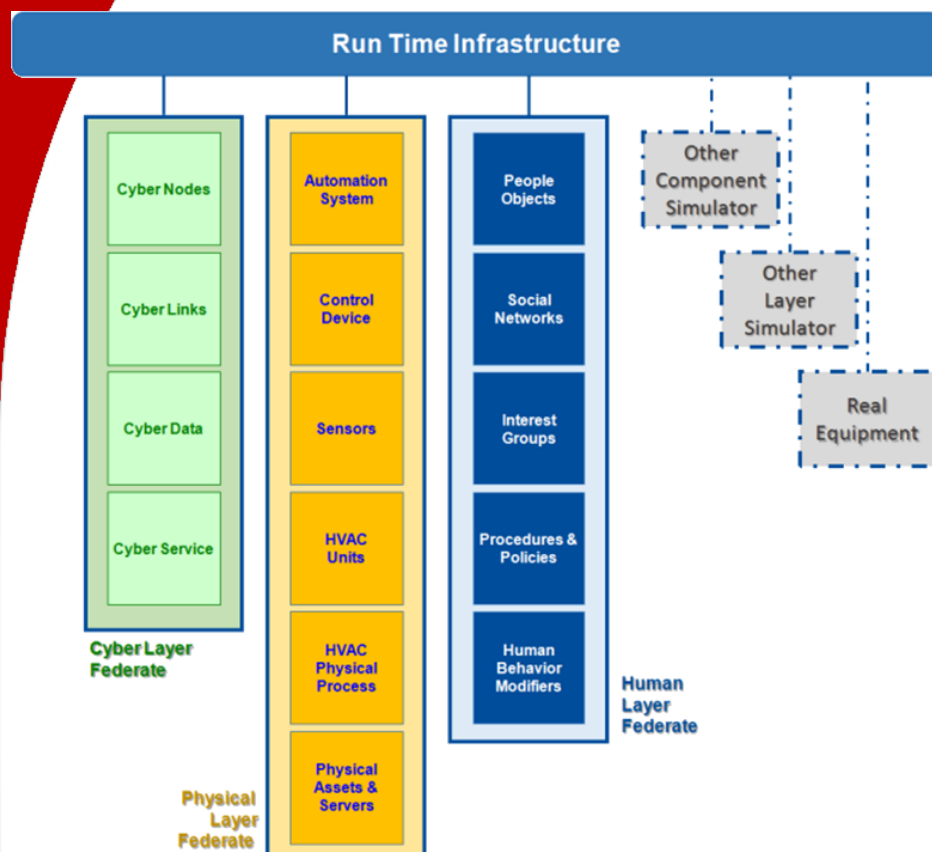 Run Time Infrastructure
Cyber Nodes
Cyber Links
Cyber Data
Cyber Service
Cyber Layer
Federate
Automation
System
Control
Device
Sensors
HVAC
Units
HVAC
Physical
Process
Physical
Assets &
Servers
Physical
Layer
Federate
People
Objects
Social
Networks
Interest
Groups
Procedures &
Policies
Human
Behavior
Modifiers
Human
Layer
Federate
Other
Component
Simulator
Other
Layer
Simulator
Real
Equipment